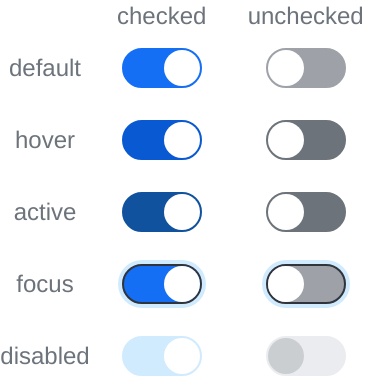 checked unchecked
default
hover
active
focus
disabled